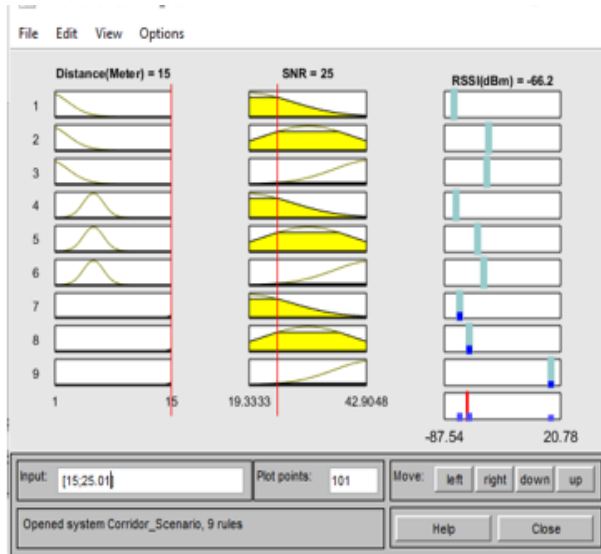 File Edit View Options
Distance(Meter) = 15 SNR = 25 RSSI(dBm) = -66.2
1
2
3
4
5
6
7
8
9
1 15 19.3333 42.9048
-87.54 20.78
Input: [15;25.01] Plot points: 101 Move: left right down up
Opened system Corridor_Scenario, 9 rules Help Close